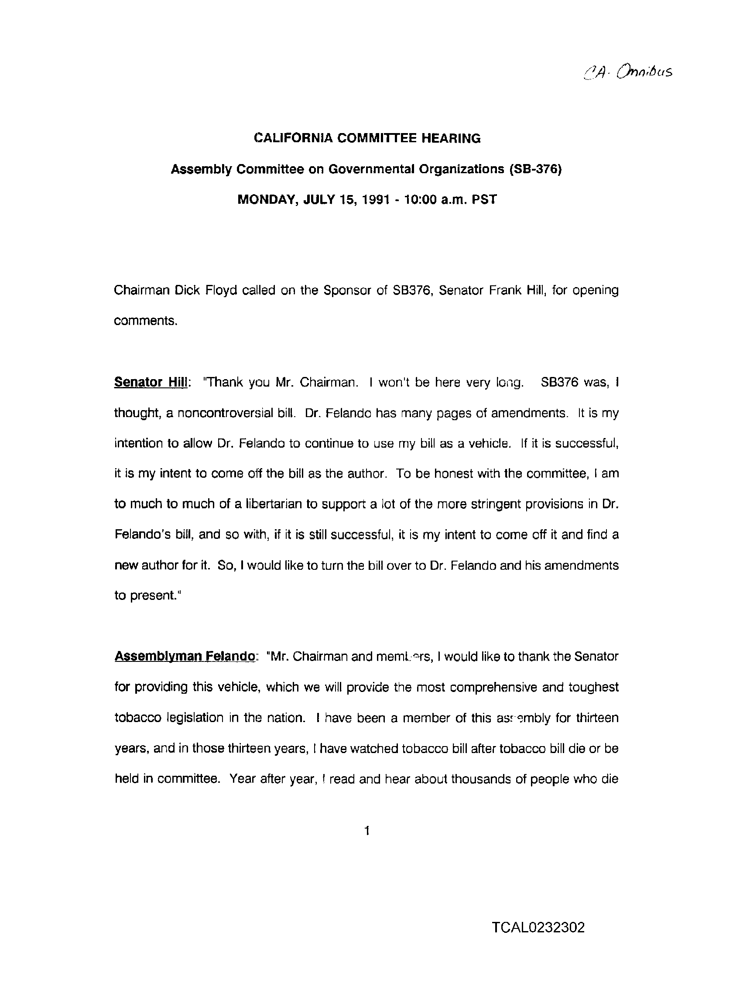 CA. Omnibus
CALIFORNIA COMMITTEE HEARING
Assembly Committee on Governmental Organizations (SB-376)
MONDAY, JULY 15, 1991 - 10:00 a.m. PST
Chairman Dick Floyd called on the Sponsor of SB376, Senator Frank Hill, for opening
comments.
Senator Hill: "Thank you Mr. Chairman. I won't be here very long. SB376 was, I
thought, a noncontroversial bill. Dr. Felando has many pages of amendments. It is my
intention to allow Dr. Felando to continue to use my bill as a vehicle. If it is successful,
it is my intent to come off the bill as the author. To be honest with the committee, I am
to much to much of a libertarian to support a lot of the more stringent provisions in Dr.
Felando's bill, and so with, if it is still successful, it is my intent to come off it and find a
new author for it. So, I would like to turn the bill over to Dr. Felando and his amendments
to present."
Assemblyman Felando: "Mr. Chairman and members, I would like to thank the Senator
for providing this vehicle, which we will provide the most comprehensive and toughest
tobacco legislation in the nation. I have been a member of this assembly for thirteen
years, and in those thirteen years, I have watched tobacco bill after tobacco bill die or be
held in committee. Year after year, I read and hear about thousands of people who die
1
TCAL0232302